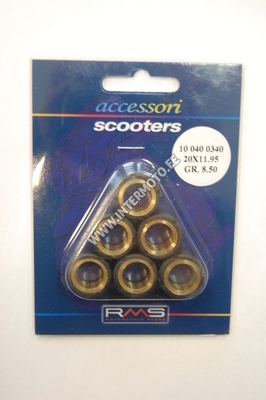 accessori
scooters
10 040 0340
20X11.95
GR. 8.50
WWW.INTERMOTO.EE
RMS